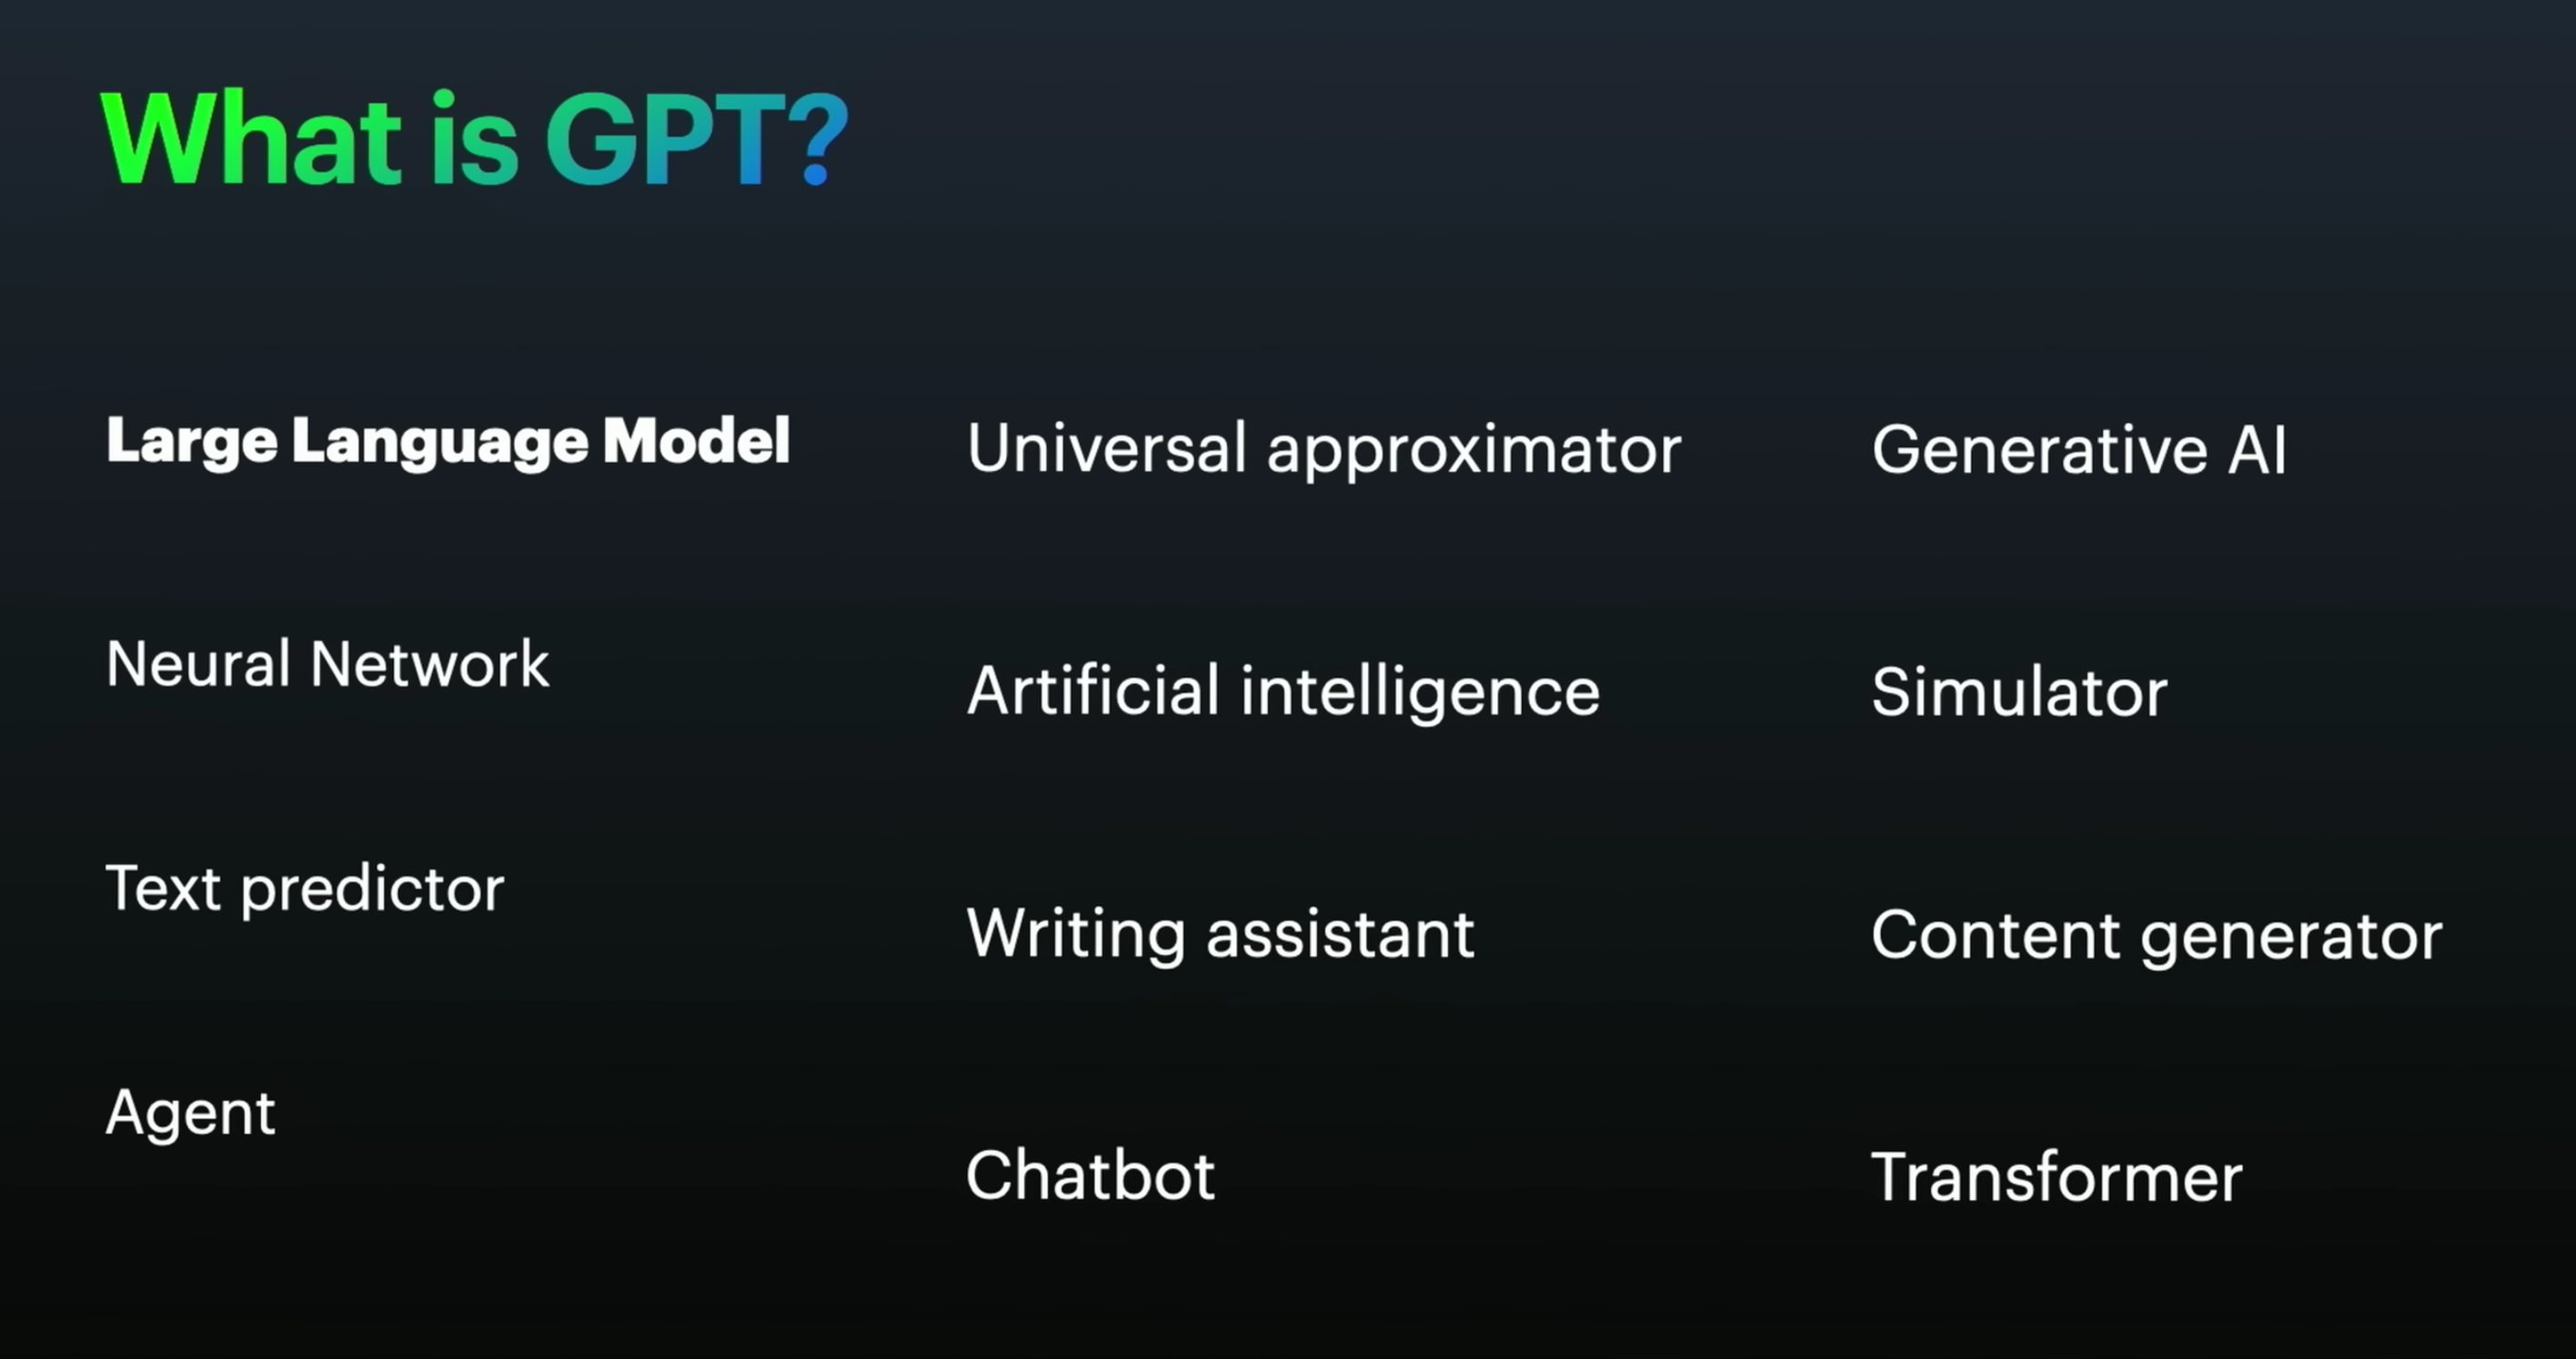 What is GPT?
Large Language Model
Neural Network
Text predictor
Agent
Universal approximator
Artificial intelligence
Writing assistant
Chatbot
Generative AI
Simulator
Content generator
Transformer